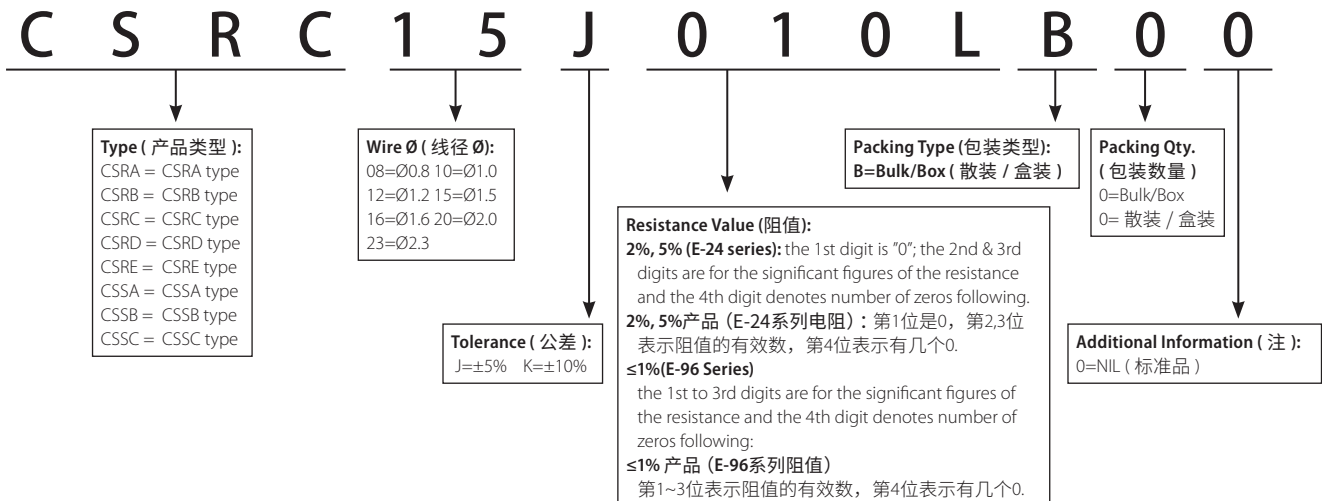 C S R C 1 5 J 0 1 0 L B 0 0
Type ( 产品类型 ):
CSRA = CSRA type
CSRB = CSRB type
CSRC = CSRC type
CSRD = CSRD type
CSRE = CSRE type
CSSA = CSSA type
CSSB = CSSB type
CSSC = CSSC type
Wire Ø ( 线径 Ø):
08=Ø0.8 10=Ø1.0
12=Ø1.2 15=Ø1.5
16=Ø1.6 20=Ø2.0
23=Ø2.3
Tolerance ( 公差 ):
J=±5% K=±10%
Resistance Value (阻值):
2%, 5% (E-24 series): the 1st digit is "0"; the 2nd & 3rd
digits are for the significant figures of the resistance
and the 4th digit denotes number of zeros following.
2%, 5%产品（E-24系列电阻）：第1位是0，第2,3位
表示阻值的有效数，第4位表示有几个0.
≤1%(E-96 Series)
the 1st to 3rd digits are for the significant figures of
the resistance and the 4th digit denotes number of
zeros following:
≤1% 产品（E-96系列阻值）
第1~3位表示阻值的有效数，第4位表示有几个0.
Packing Type (包装类型):
B=Bulk/Box ( 散装 / 盒装 )
Packing Qty.
( 包装数量 )
0=Bulk/Box
0= 散装 / 盒装
Additional Information ( 注 ):
0=NIL ( 标准品 )